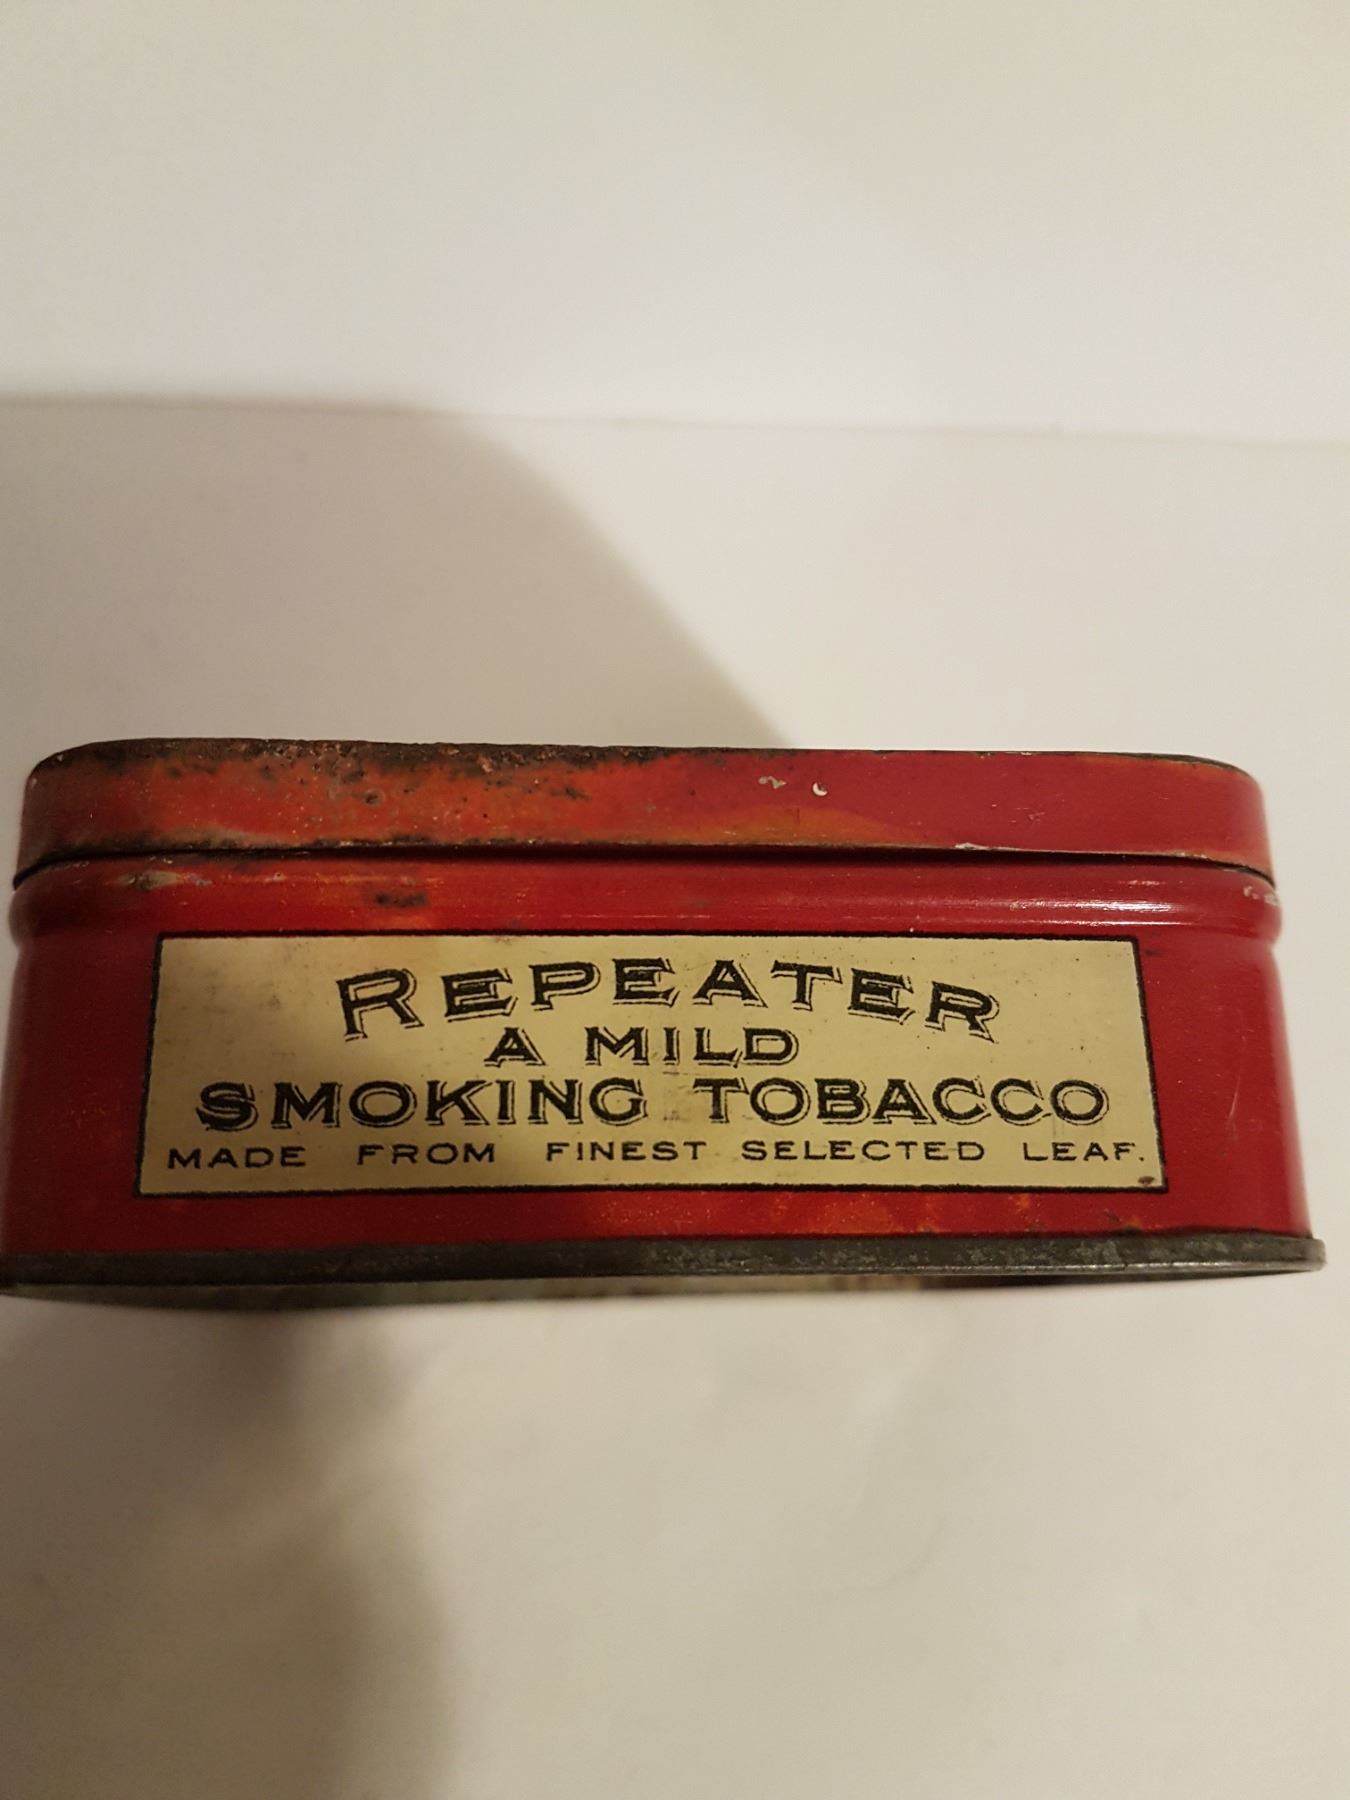 REPEATER
A MILD
SMOKING TOBACCO
MADE FROM FINEST SELECTED LEAF.